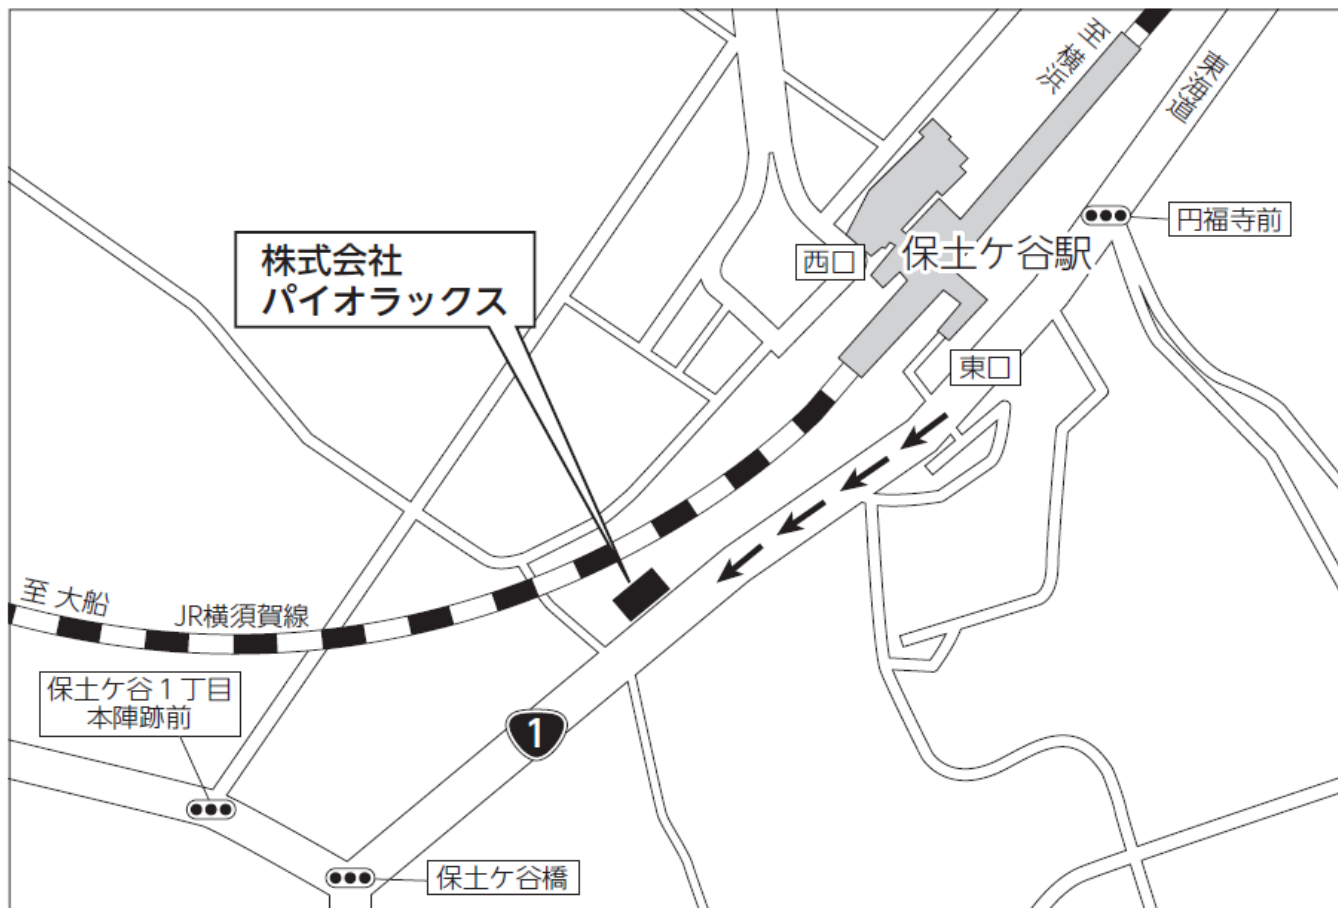 至 横浜
東海道
円福寺前
西口
保土ケ谷駅
株式会社
パイオラックス
東口
至 大船
JR横須賀線
保土ケ谷1丁目
本陣跡前
1
保土ケ谷橋